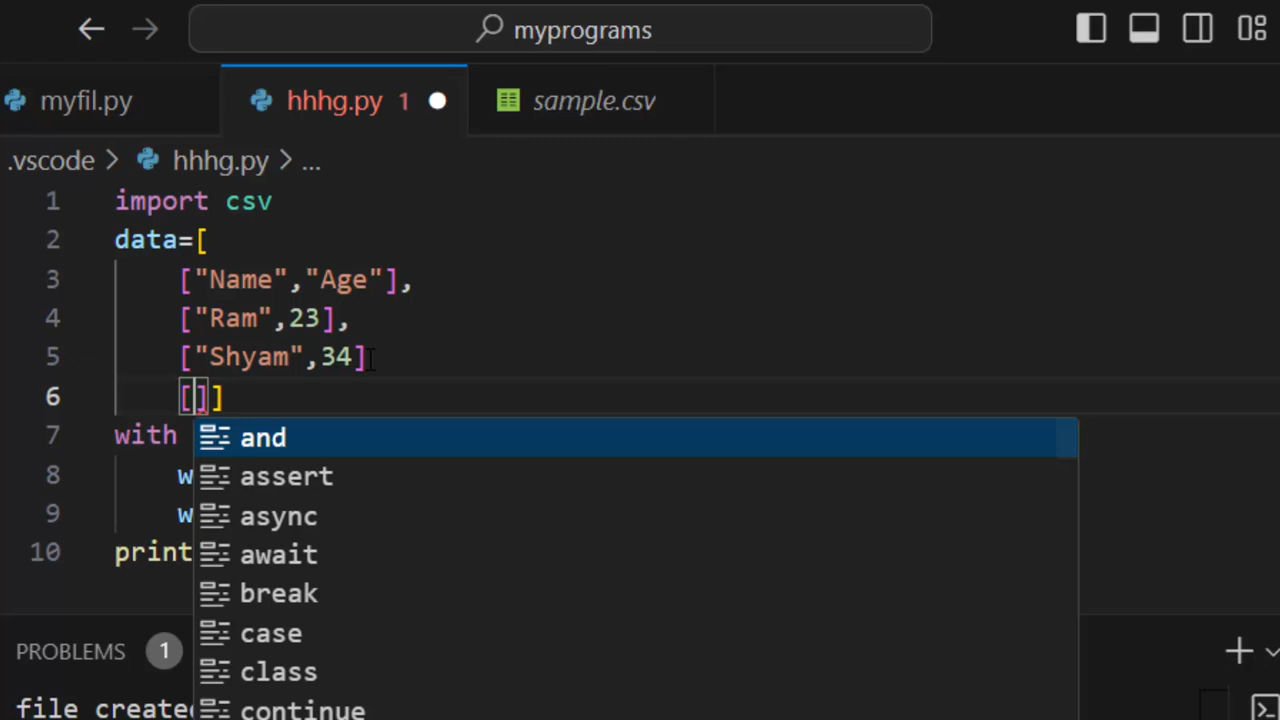 myprograms
myfil.py hhhg.py 1 sample.csv
.vscode > hhhg.py > ...
1 import csv
2 data=[
3 ["Name","Age"],
4 ["Ram",23],
5 ["Shyam",34]
6 []]
7 with
8 w
9 w
10 print
and
assert
async
await
break
case
class
continue
PROBLEMS 1
file created